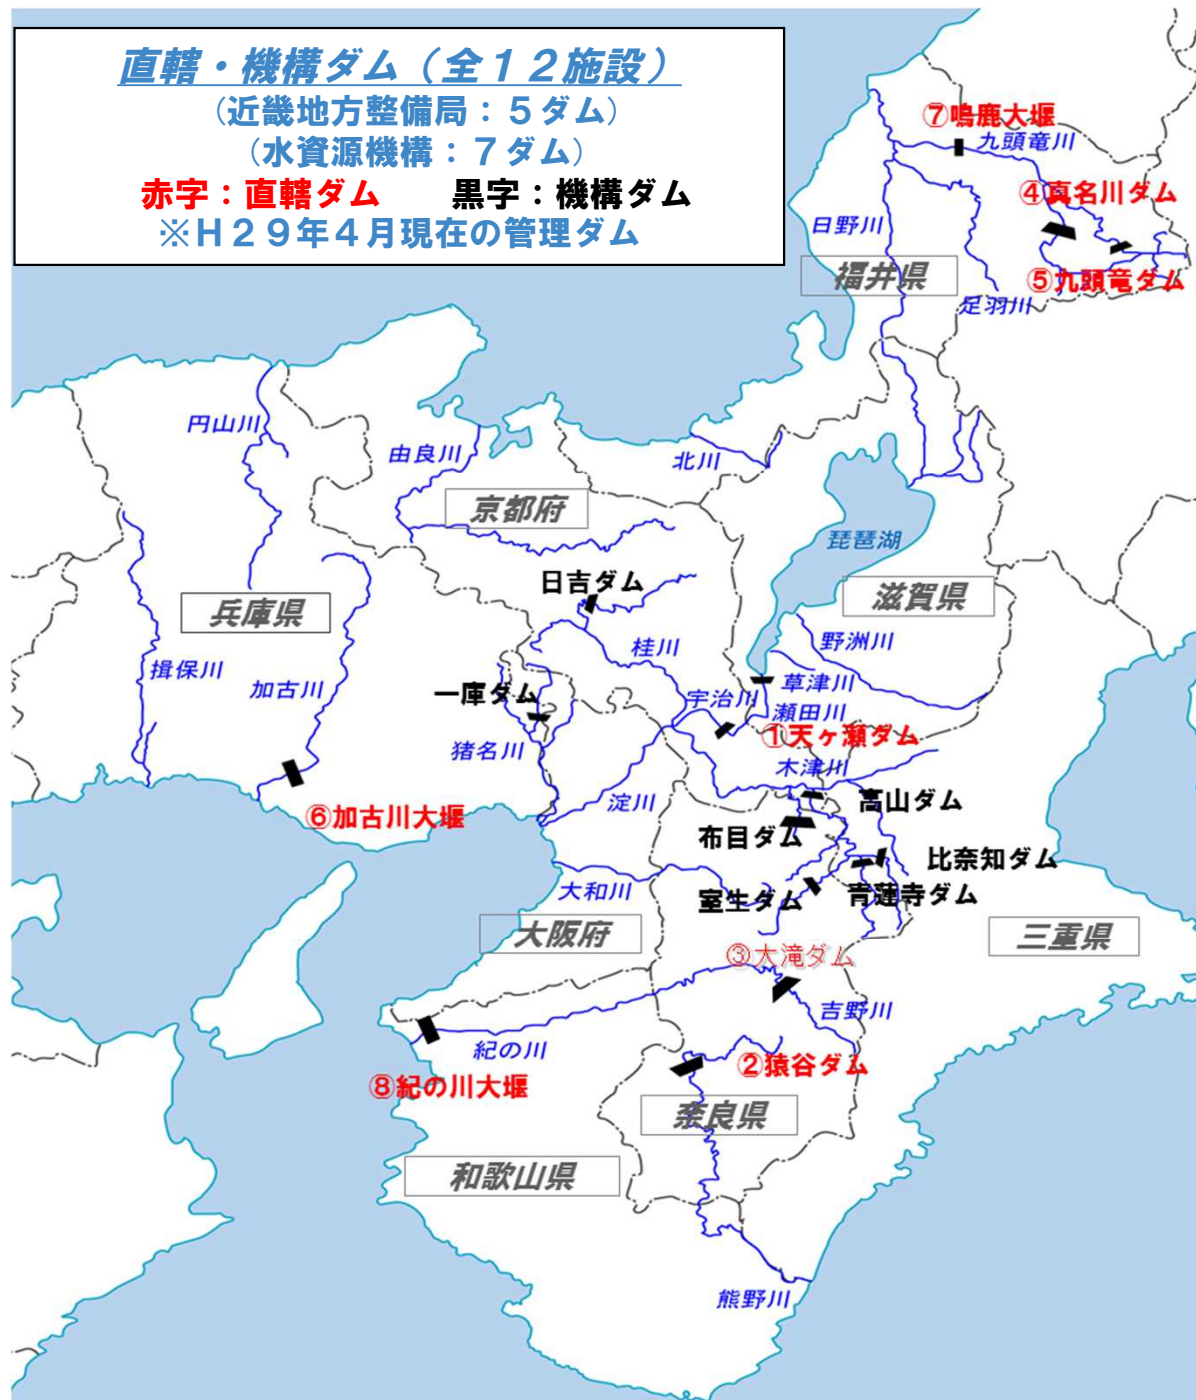 直轄・機構ダム（全１２施設）
（近畿地方整備局：５ダム）
（水資源機構：７ダム）
赤字：直轄ダム　　黒字：機構ダム
※Ｈ２９年４月現在の管理ダム
⑦鳴鹿大堰
九頭竜川
④真名川ダム
日野川
福井県
⑤九頭竜ダム
足羽川
円山川
由良川
北川
京都府
琵琶湖
日吉ダム
滋賀県
兵庫県
野洲川
桂川
揖保川
加古川
草津川
一庫ダム
宇治川
瀬田川
①天ヶ瀬ダム
猪名川
木津川
淀川
高山ダム
⑥加古川大堰
布目ダム
比奈知ダム
大和川
室生ダム
青蓮寺ダム
大阪府
三重県
③大滝ダム
吉野川
紀の川
②猿谷ダム
⑧紀の川大堰
奈良県
和歌山県
熊野川